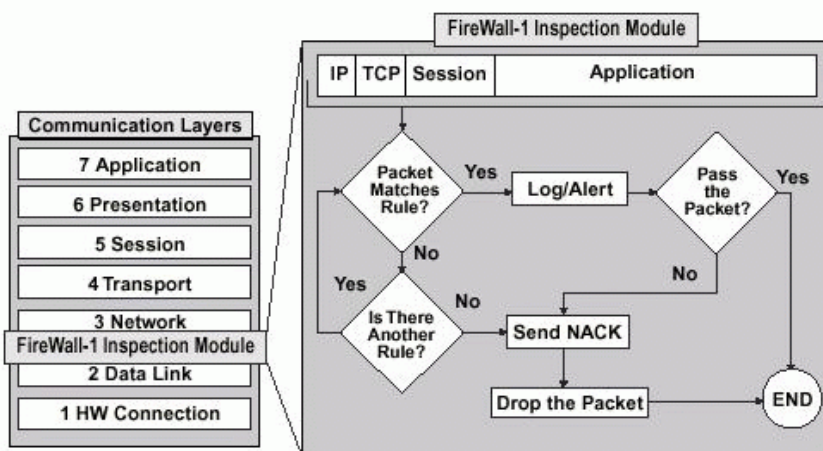 FireWall-1 Inspection Module
IP TCP Session Application
Communication Layers
7 Application
6 Presentation
5 Session
4 Transport
3 Network
FireWall-1 Inspection Module
2 Data Link
1 HW Connection
Packet
Matches
Rule?
Yes
Log/Alert
Pass
the
Packet?
Yes
No
No
Yes
Is There
Another
Rule?
No
Send NACK
Drop the Packet
END